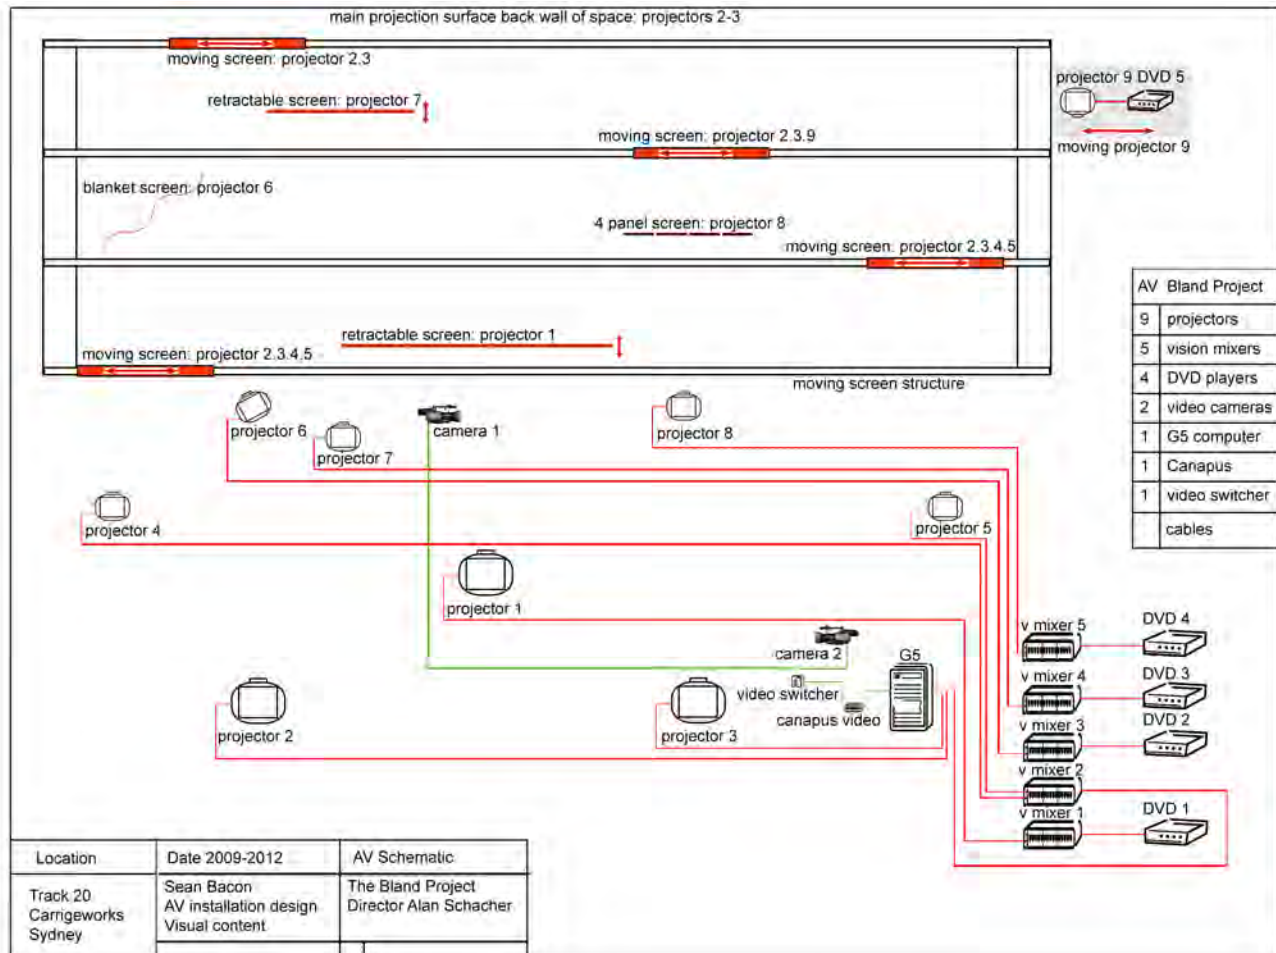 main projection surface back wall of space: projectors 2-3
moving screen: projector 2.3
retractable screen: projector 7
projector 9 DVD 5
moving screen: projector 2.3.9
moving projector 9
blanket screen: projector 6
4 panel screen: projector 8
moving screen: projector 2.3.4.5
retractable screen: projector 1
moving screen: projector 2.3.4.5
moving screen structure
AV Bland Project
9 projectors
5 vision mixers
4 DVD players
2 video cameras
1 G5 computer
1 Canapus
1 video switcher
cables
projector 6
camera 1
projector 8
projector 7
projector 4
projector 5
projector 1
camera 2
G5
video switcher
canapus video
projector 2
projector 3
v mixer 5
DVD 4
v mixer 4
DVD 3
v mixer 3
DVD 2
v mixer 2
v mixer 1
DVD 1
Location
Date 2009-2012
AV Schematic
Track 20
Carrigeworks
Sydney
Sean Bacon
AV installation design
Visual content
The Bland Project
Director Alan Schacher